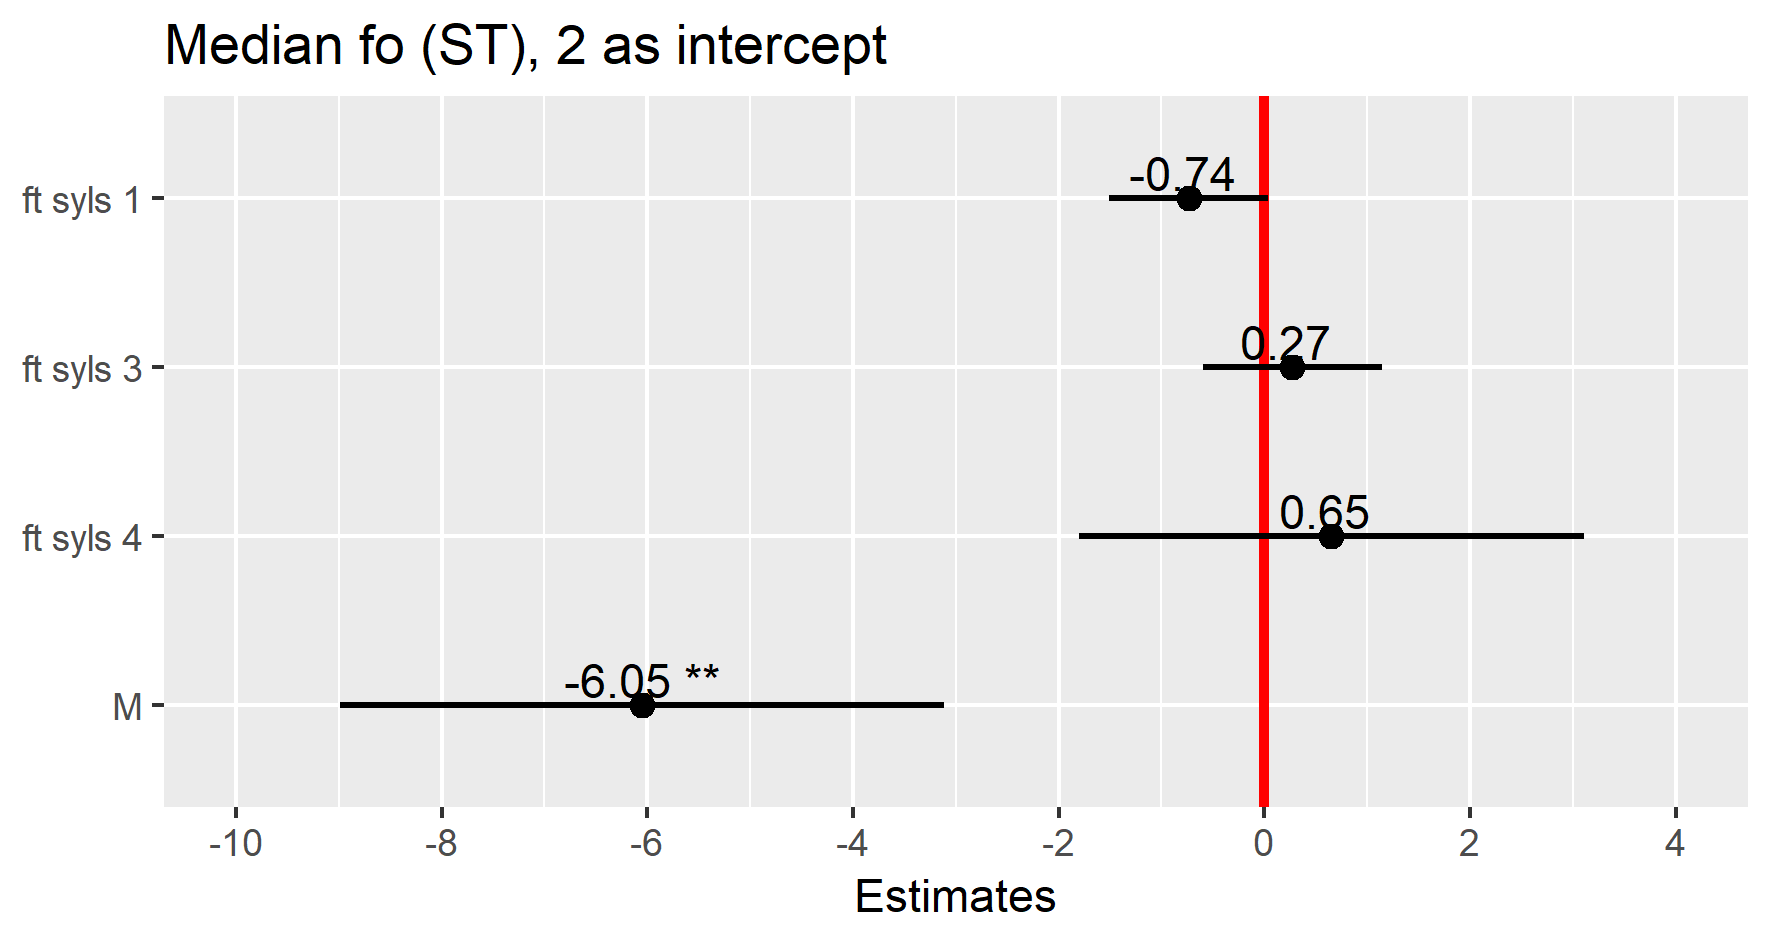 Median fo (ST), 2 as intercept
ft syls 1
-0.74
ft syls 3
0.27
ft syls 4
0.65
M
-6.05 **
-10 -8 -6 -4 -2 0 2 4
Estimates